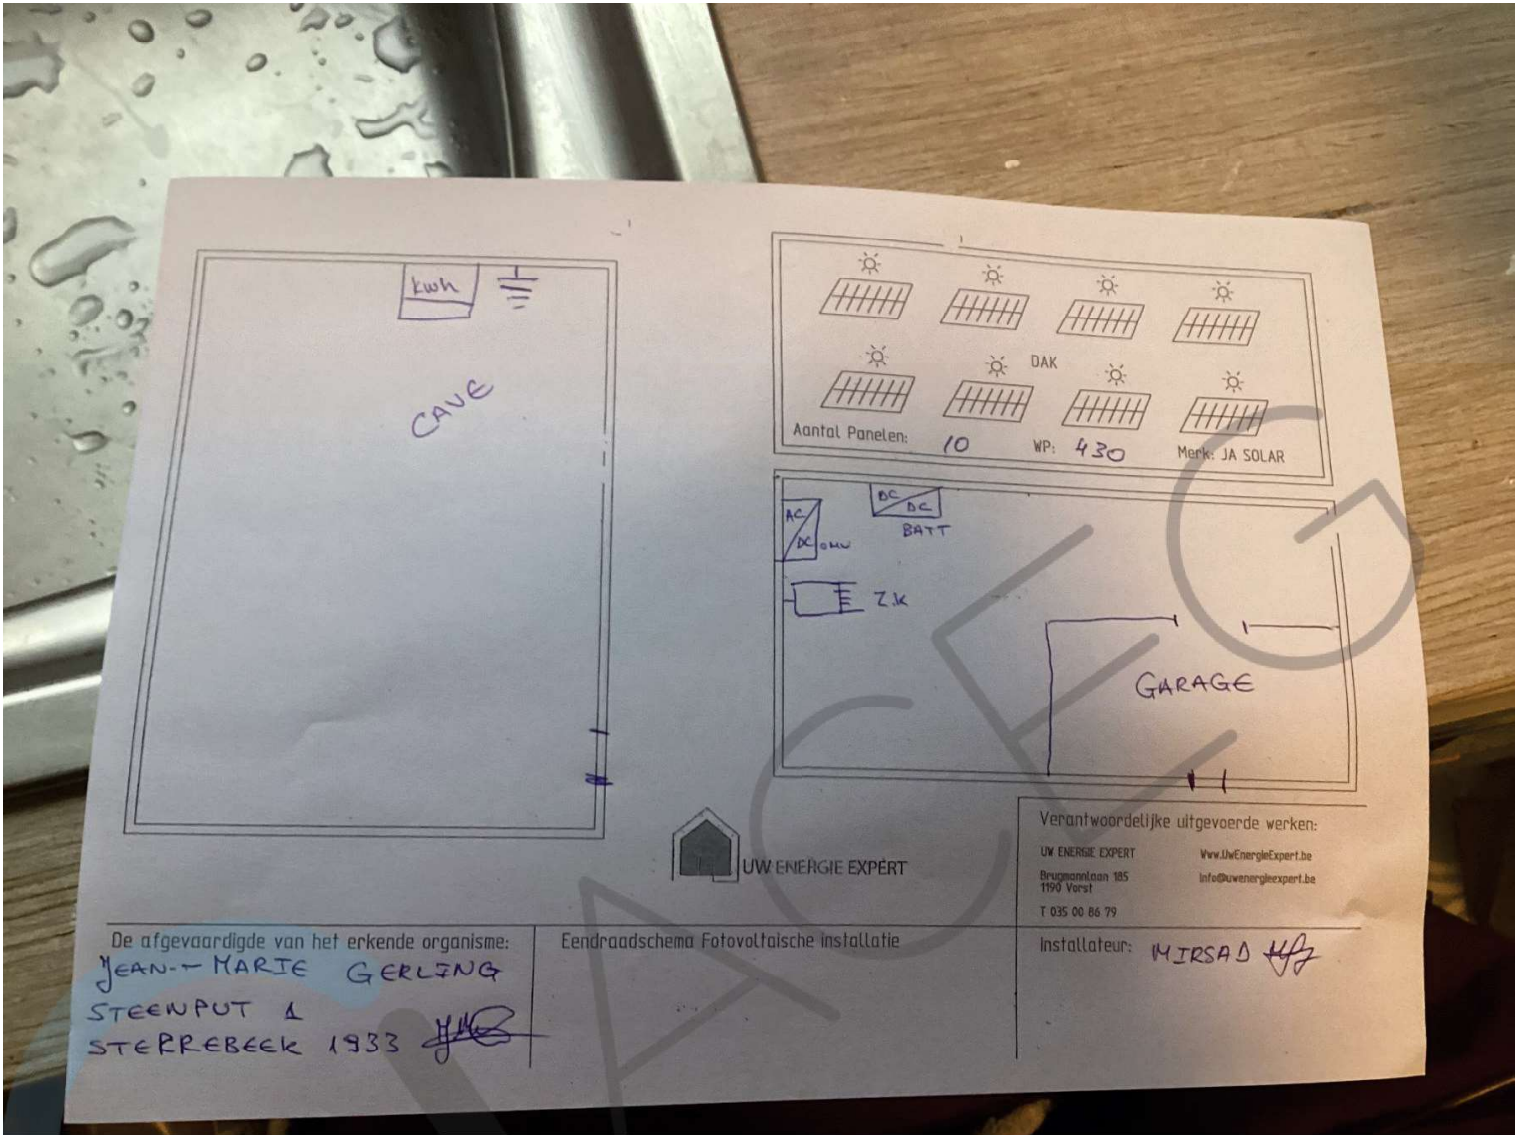 kwh
CAVE
DAK
Aantal Panelen: 10 WP: 430 Merk: JA SOLAR
AC
DC
DC
DC
BATT
Z.K
GARAGE
UW ENERGIE EXPERT
Verantwoordelijke uitgevoerde werken:
UW ENERGIE EXPERT Www.UwEnergieExpert.be
Brugmannlaan 185 Info@uwenergieexpert.be
1190 Vorst
T 035 00 86 79
De afgevaardigde van het erkende organisme:
JEAN-MARIE GERLING
STEENPUT 1
STERREBEEK 1933
Eendraadschema Fotovoltaische installatie
Installateur: MIRSAD
ACEG